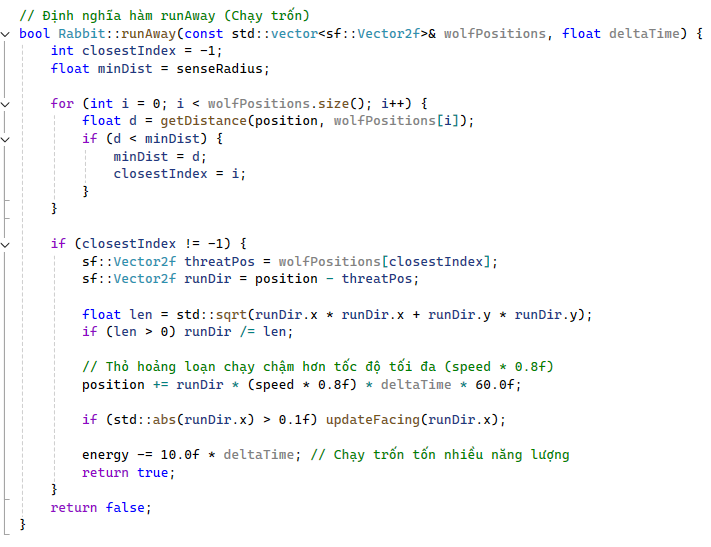 // Định nghĩa hàm runAway (Chạy trốn)
bool Rabbit::runAway(const std::vector<sf::Vector2f>& wolfPositions, float deltaTime) {
    int closestIndex = -1;
    float minDist = senseRadius;

    for (int i = 0; i < wolfPositions.size(); i++) {
        float d = getDistance(position, wolfPositions[i]);
        if (d < minDist) {
            minDist = d;
            closestIndex = i;
        }
    }

    if (closestIndex != -1) {
        sf::Vector2f threatPos = wolfPositions[closestIndex];
        sf::Vector2f runDir = position - threatPos;

        float len = std::sqrt(runDir.x * runDir.x + runDir.y * runDir.y);
        if (len > 0) runDir /= len;

        // Thỏ hoảng loạn chạy chậm hơn tốc độ tối đa (speed * 0.8f)
        position += runDir * (speed * 0.8f) * deltaTime * 60.0f;

        if (std::abs(runDir.x) > 0.1f) updateFacing(runDir.x);

        energy -= 10.0f * deltaTime; // Chạy trốn tốn nhiều năng lượng
        return true;
    }
    return false;
}